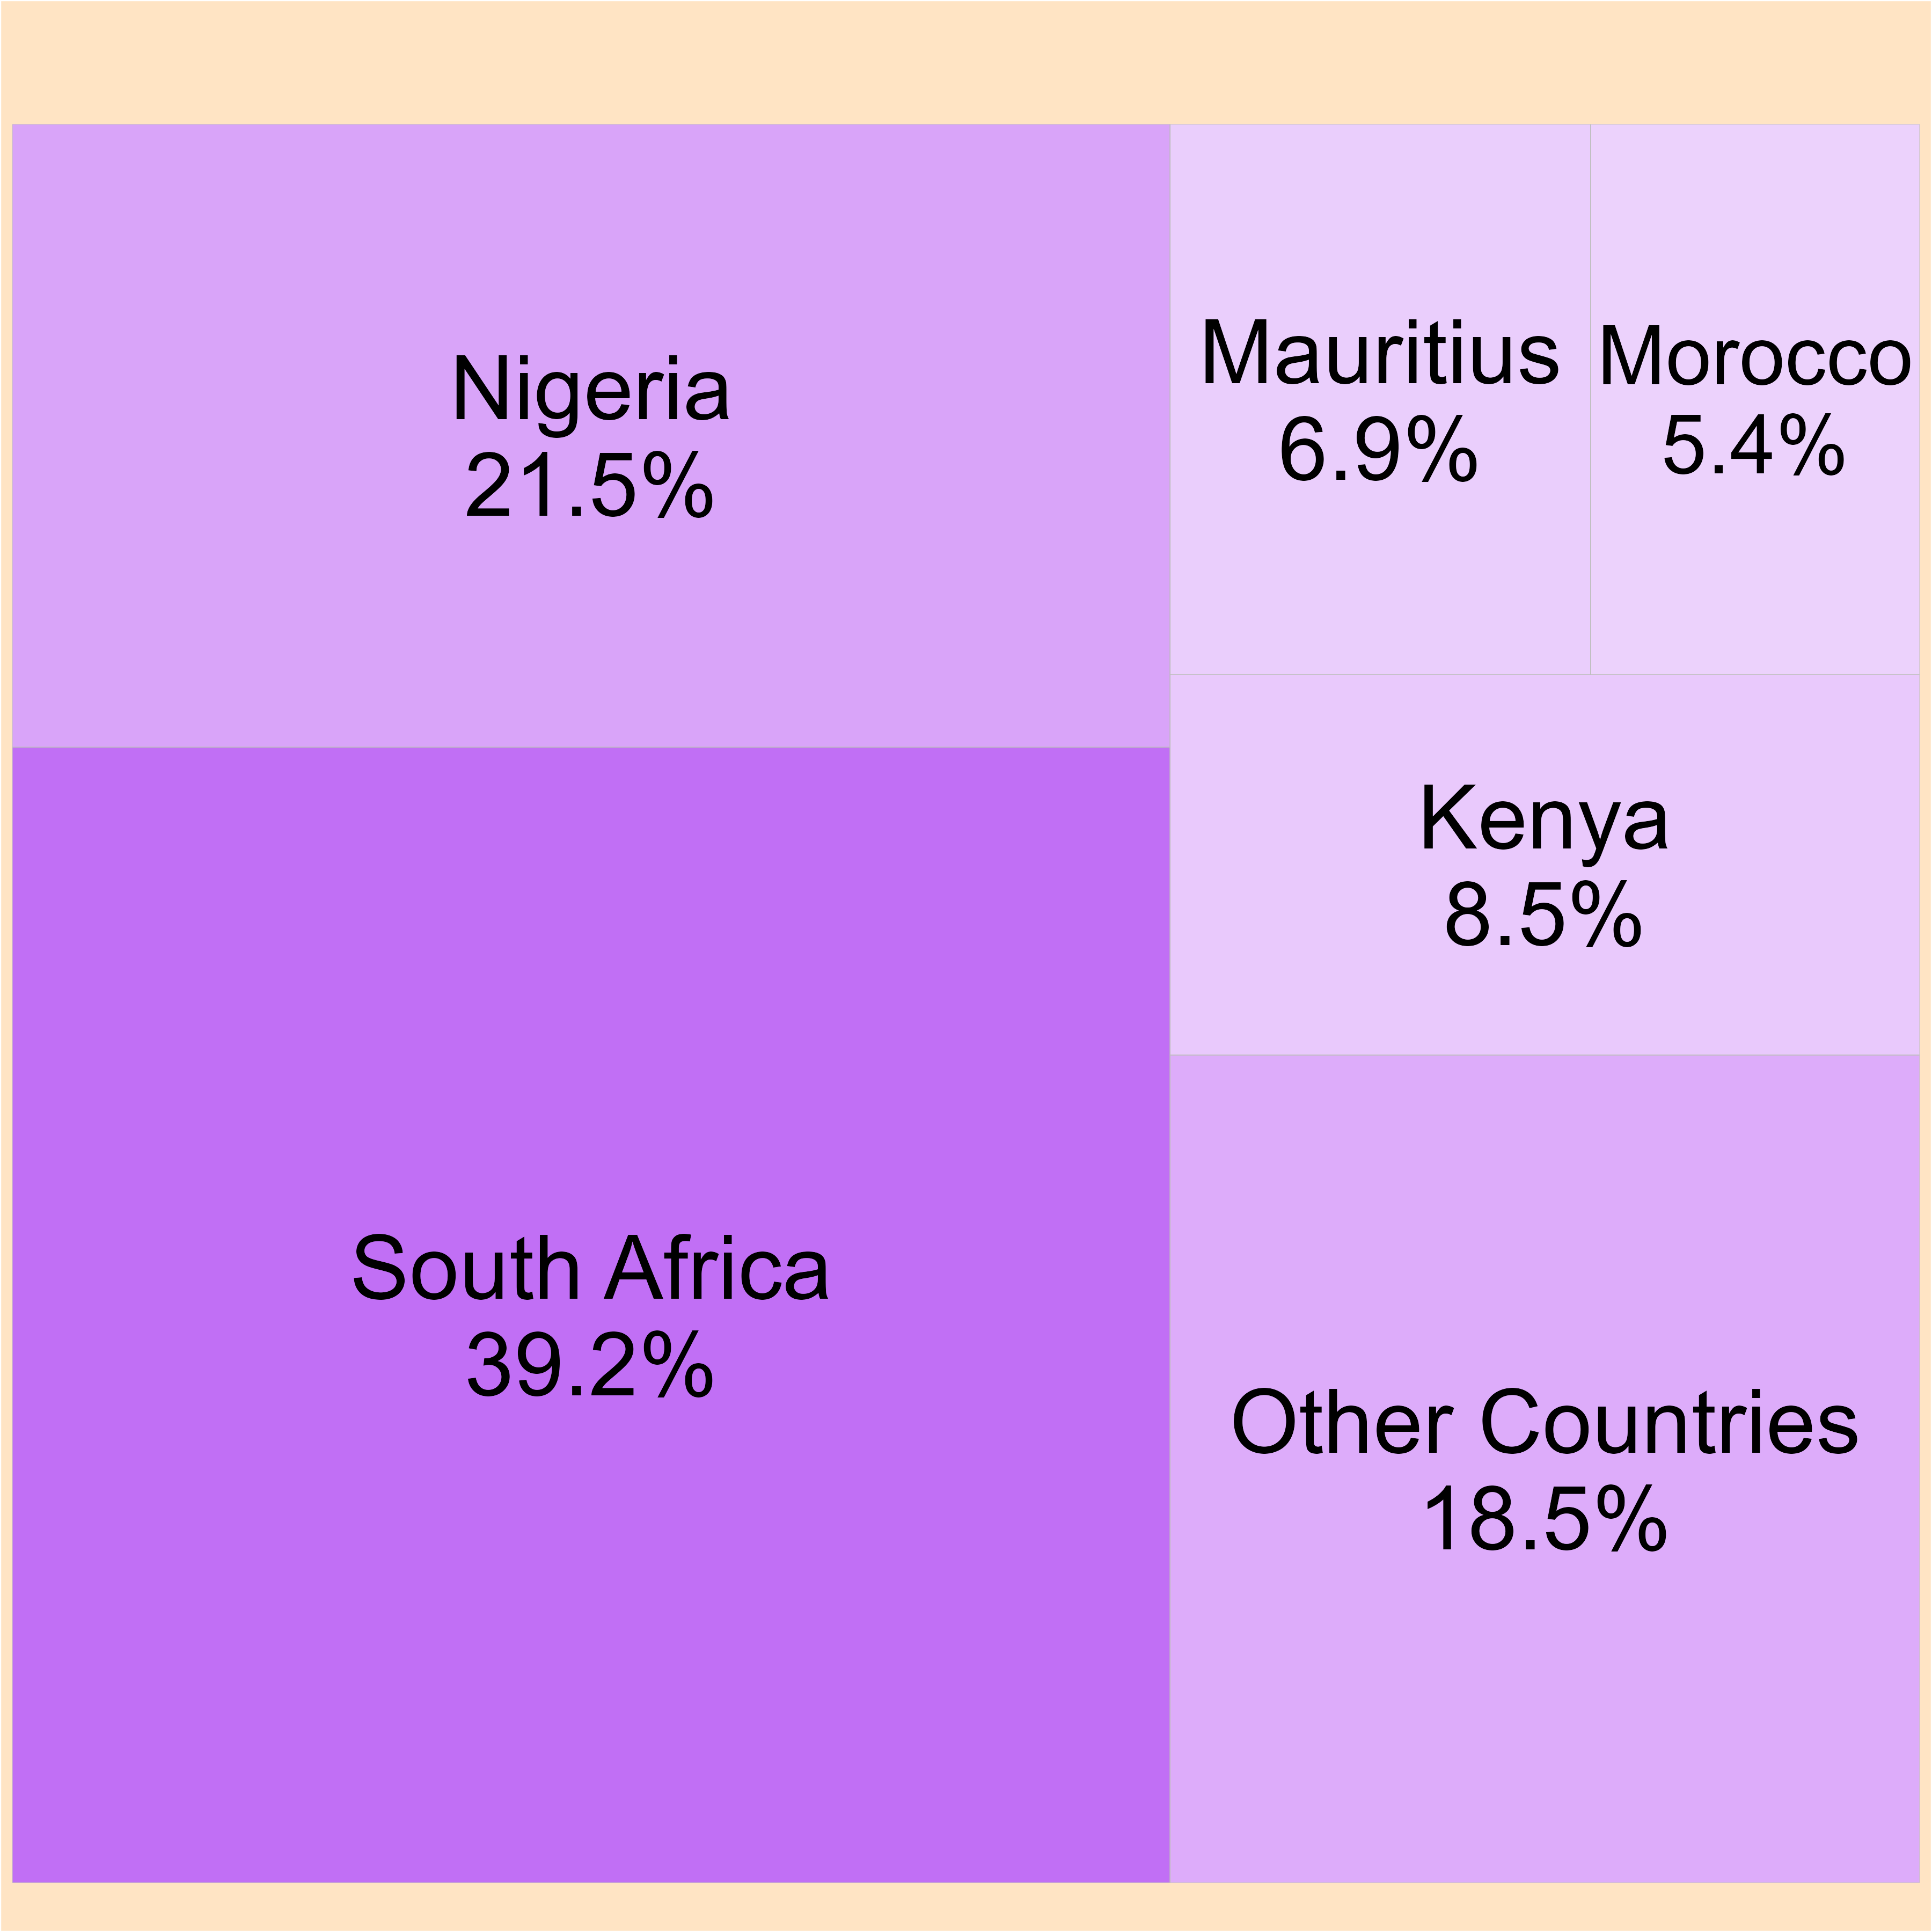 Nigeria
21.5%
Mauritius
6.9%
Morocco
5.4%
Kenya
8.5%
South Africa
39.2%
Other Countries
18.5%